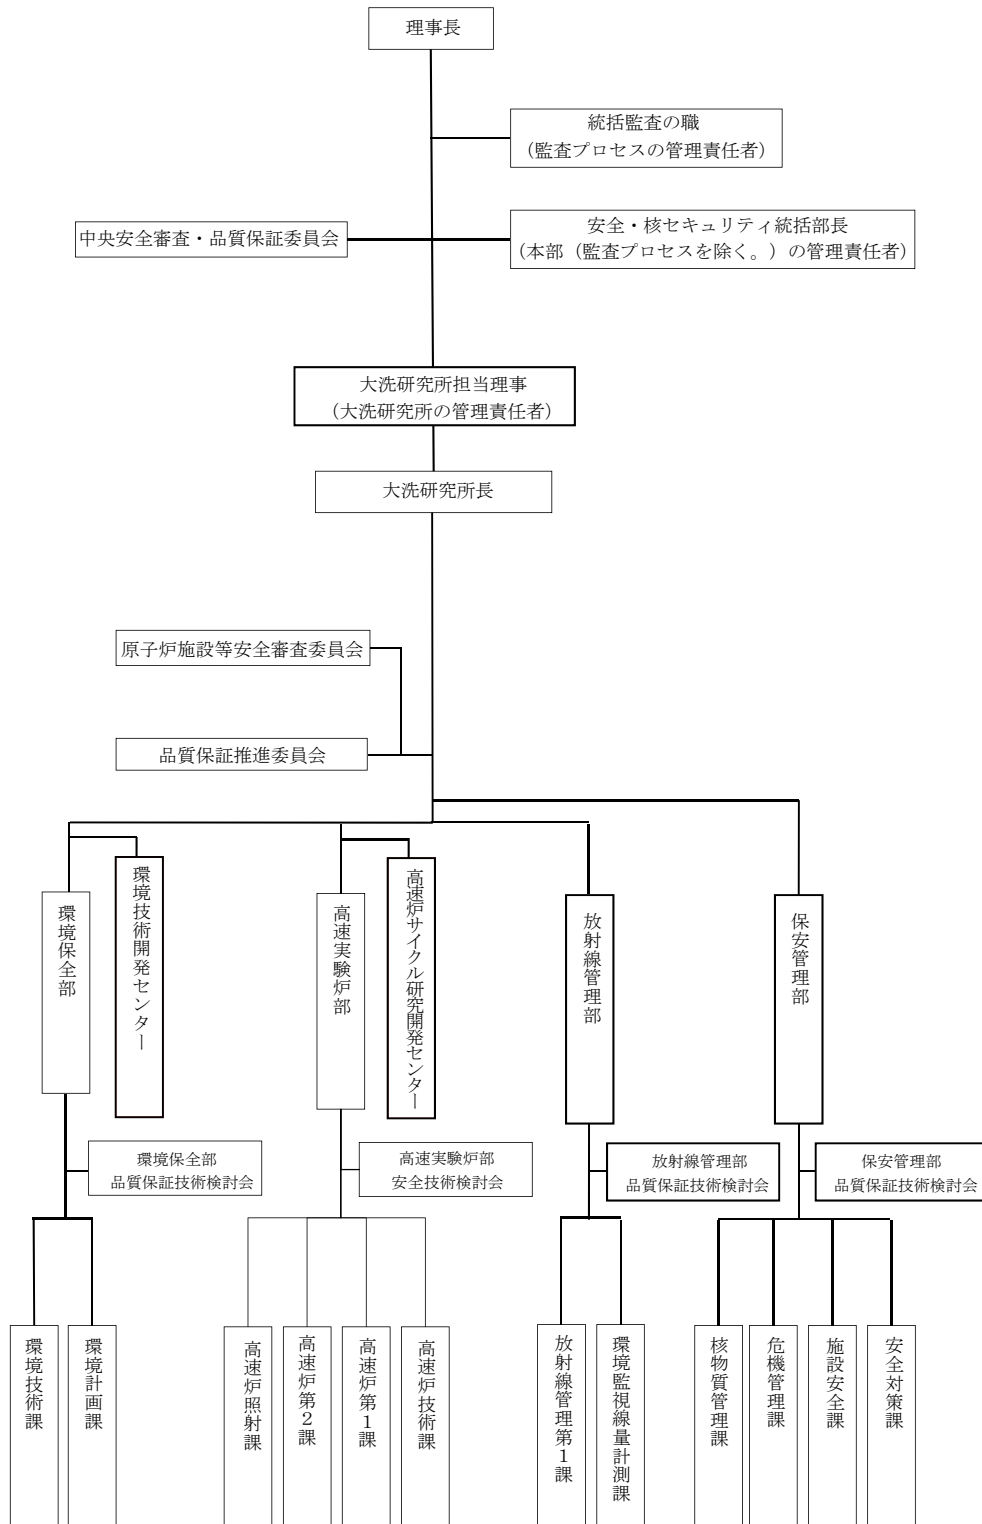 理事長
統括監査の職
（監査プロセスの管理責任者）
中央安全審査・品質保証委員会
安全・核セキュリティ統括部長
（本部（監査プロセスを除く。）の管理責任者）
大洗研究所担当理事
（大洗研究所の管理責任者）
大洗研究所長
原子炉施設等安全審査委員会
品質保証推進委員会
環境保全部
環境技術開発センター
高速実験炉部
高速炉サイクル研究開発センター
放射線管理部
保安管理部
環境保全部
品質保証技術検討会
高速実験炉部
安全技術検討会
放射線管理部
品質保証技術検討会
保安管理部
品質保証技術検討会
環境技術課
環境計画課
高速炉照射課
高速炉第２課
高速炉第１課
高速炉技術課
放射線管理第１課
環境監視線量計測課
核物質管理課
危機管理課
施設安全課
安全対策課